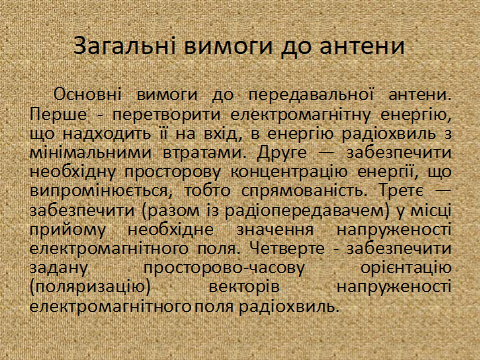 Загальні вимоги до антени
Основні вимоги до передавальної антени.
Перше - перетворити електромагнітну енергію,
що надходить її на вхід, в енергію радіохвиль з
мінімальними втратами. Друге — забезпечити
необхідну просторову концентрацію енергії, що
випромінюється, тобто спрямованість. Третє —
забезпечити (разом із радіопередавачем) у місці
прийому необхідне значення напруженості
електромагнітного поля. Четверте - забезпечити
задану просторово-часову орієнтацію
(поляризацію) векторів напруженості
електромагнітного поля радіохвиль.